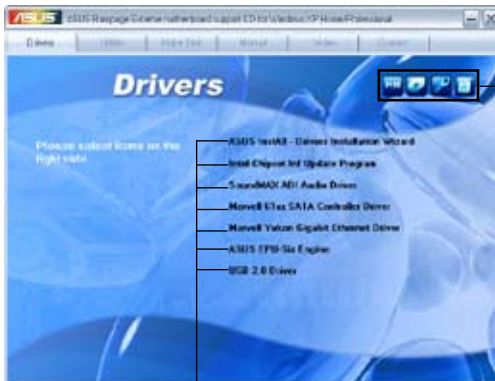 ASUS
ASUS Rampage Extreme motherboard support CD for Windows XP Home/Professional
Drivers
Utilities
Make Disk
Manual
Video
Contact
Drivers
Please select items on the
right side
ASUS InstAll - Drivers Installation Wizard
Intel Chipset Inf Update Program
SoundMAX ADI Audio Driver
Marvell 61xx SATA Controller Driver
Marvell Yukon Gigabit Ethernet Driver
ASUS EPU-Six Engine
USB 2.0 Driver